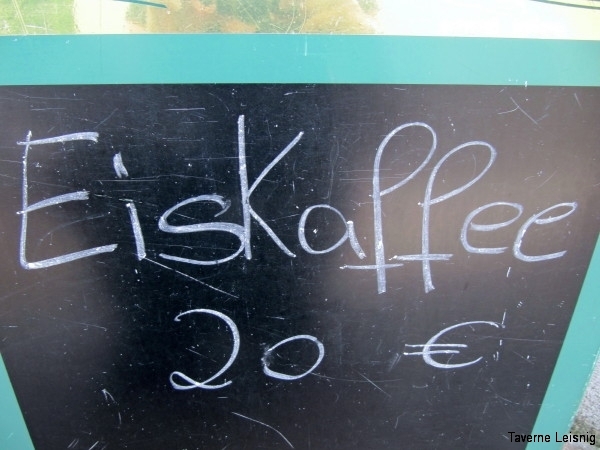 Eiskaffee
20 €
Taverne Leisnig